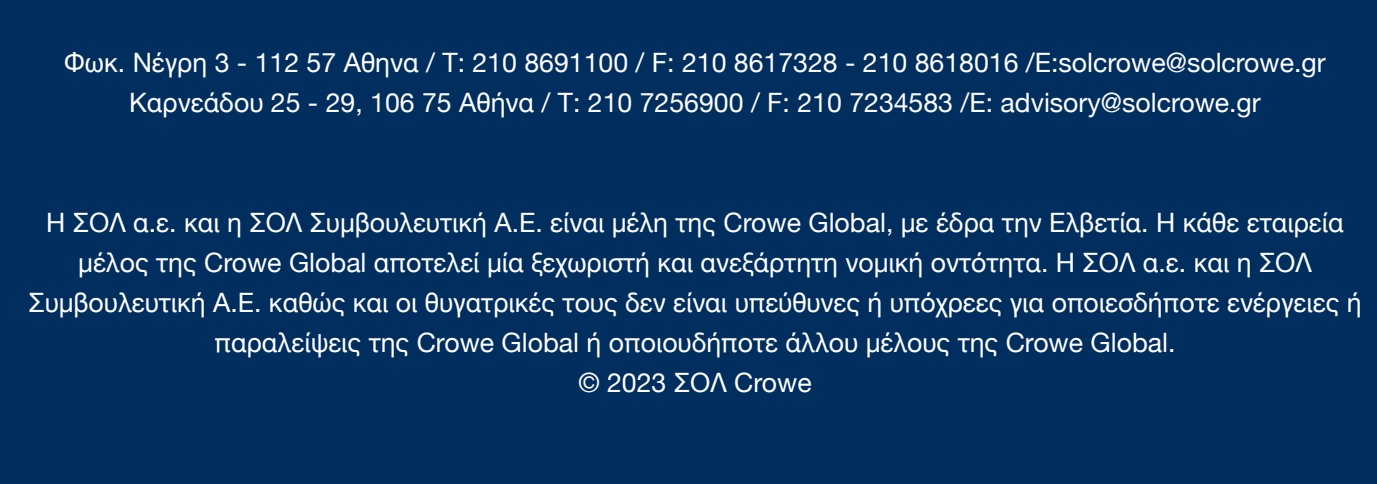 Φωκ. Νέγρη 3 - 112 57 Αθηνα / T: 210 8691100 / F: 210 8617328 - 210 8618016 /E:solcrowe@solcrowe.gr
Καρνεάδου 25 - 29, 106 75 Αθήνα / T: 210 7256900 / F: 210 7234583 /E: advisory@solcrowe.gr
Η ΣΟΛ α.ε. και η ΣΟΛ Συμβουλευτική Α.Ε. είναι μέλη της Crowe Global, με έδρα την Ελβετία. Η κάθε εταιρεία
μέλος της Crowe Global αποτελεί μία ξεχωριστή και ανεξάρτητη νομική οντότητα. Η ΣΟΛ α.ε. και η ΣΟΛ
Συμβουλευτική Α.Ε. καθώς και οι θυγατρικές τους δεν είναι υπεύθυνες ή υπόχρεες για οποιεσδήποτε ενέργειες ή
παραλείψεις της Crowe Global ή οποιουδήποτε άλλου μέλους της Crowe Global.
© 2023 ΣΟΛ Crowe